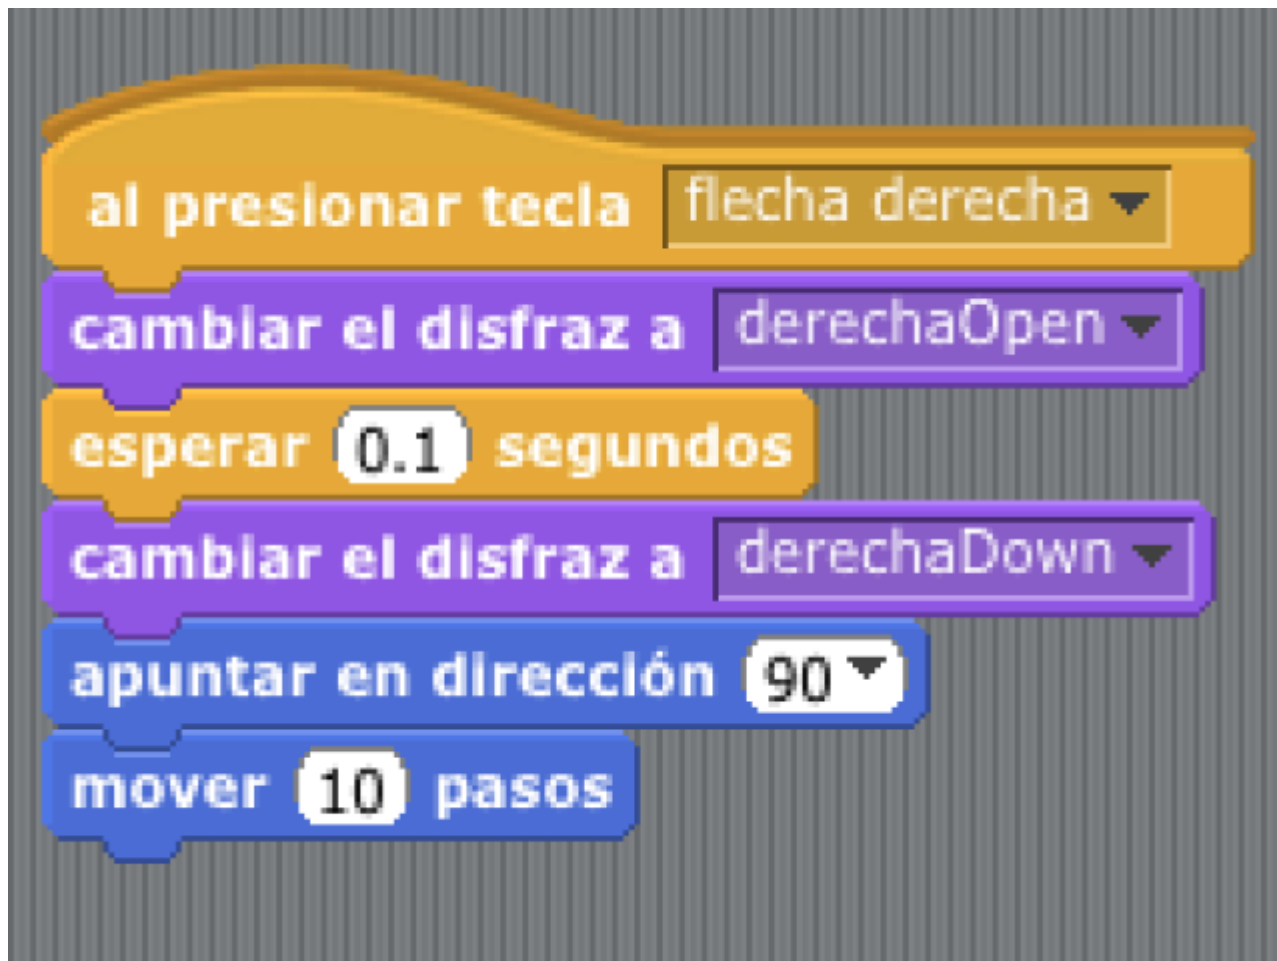 al presionar tecla flecha derecha
cambiar el disfraz a derechaOpen
esperar 0.1 segundos
cambiar el disfraz a derechaDown
apuntar en dirección 90
mover 10 pasos